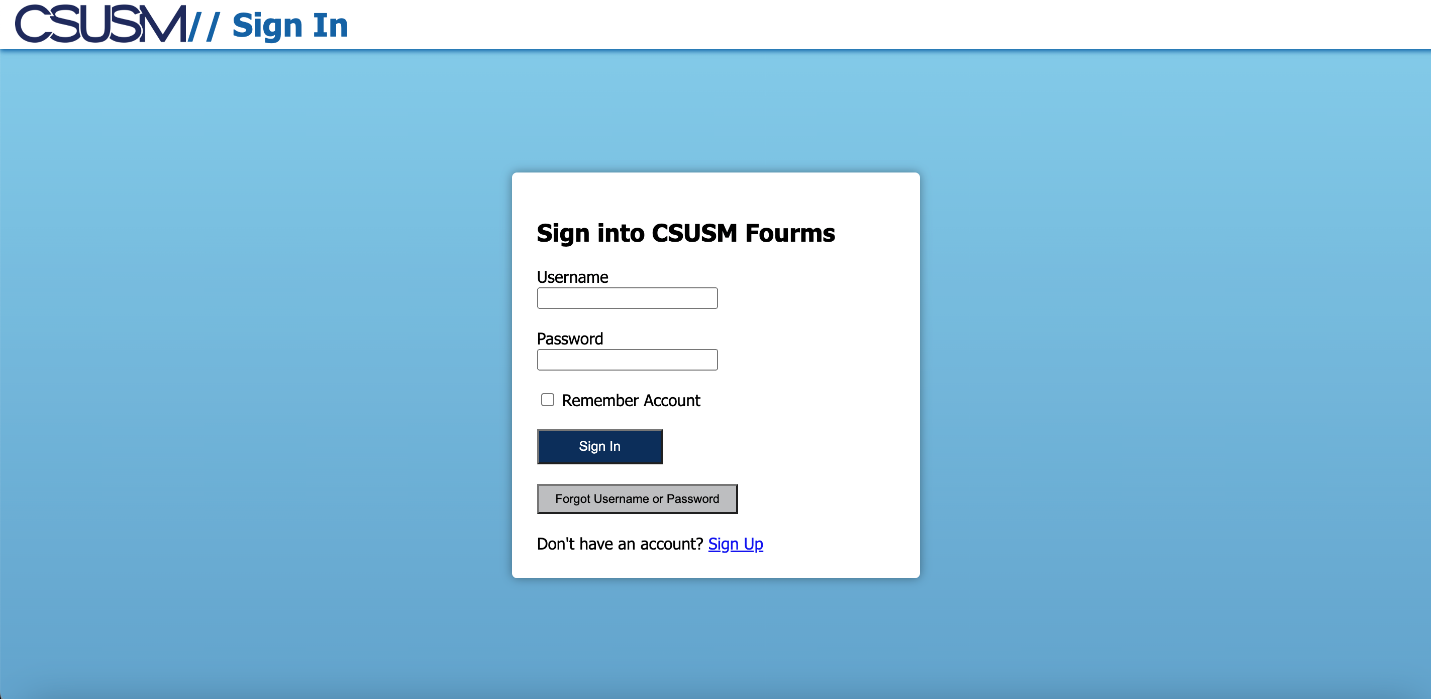 CSUSM// Sign In
Sign into CSUSM Fourms
Username
Password
Remember Account
Sign In
Forgot Username or Password
Don't have an account? Sign Up